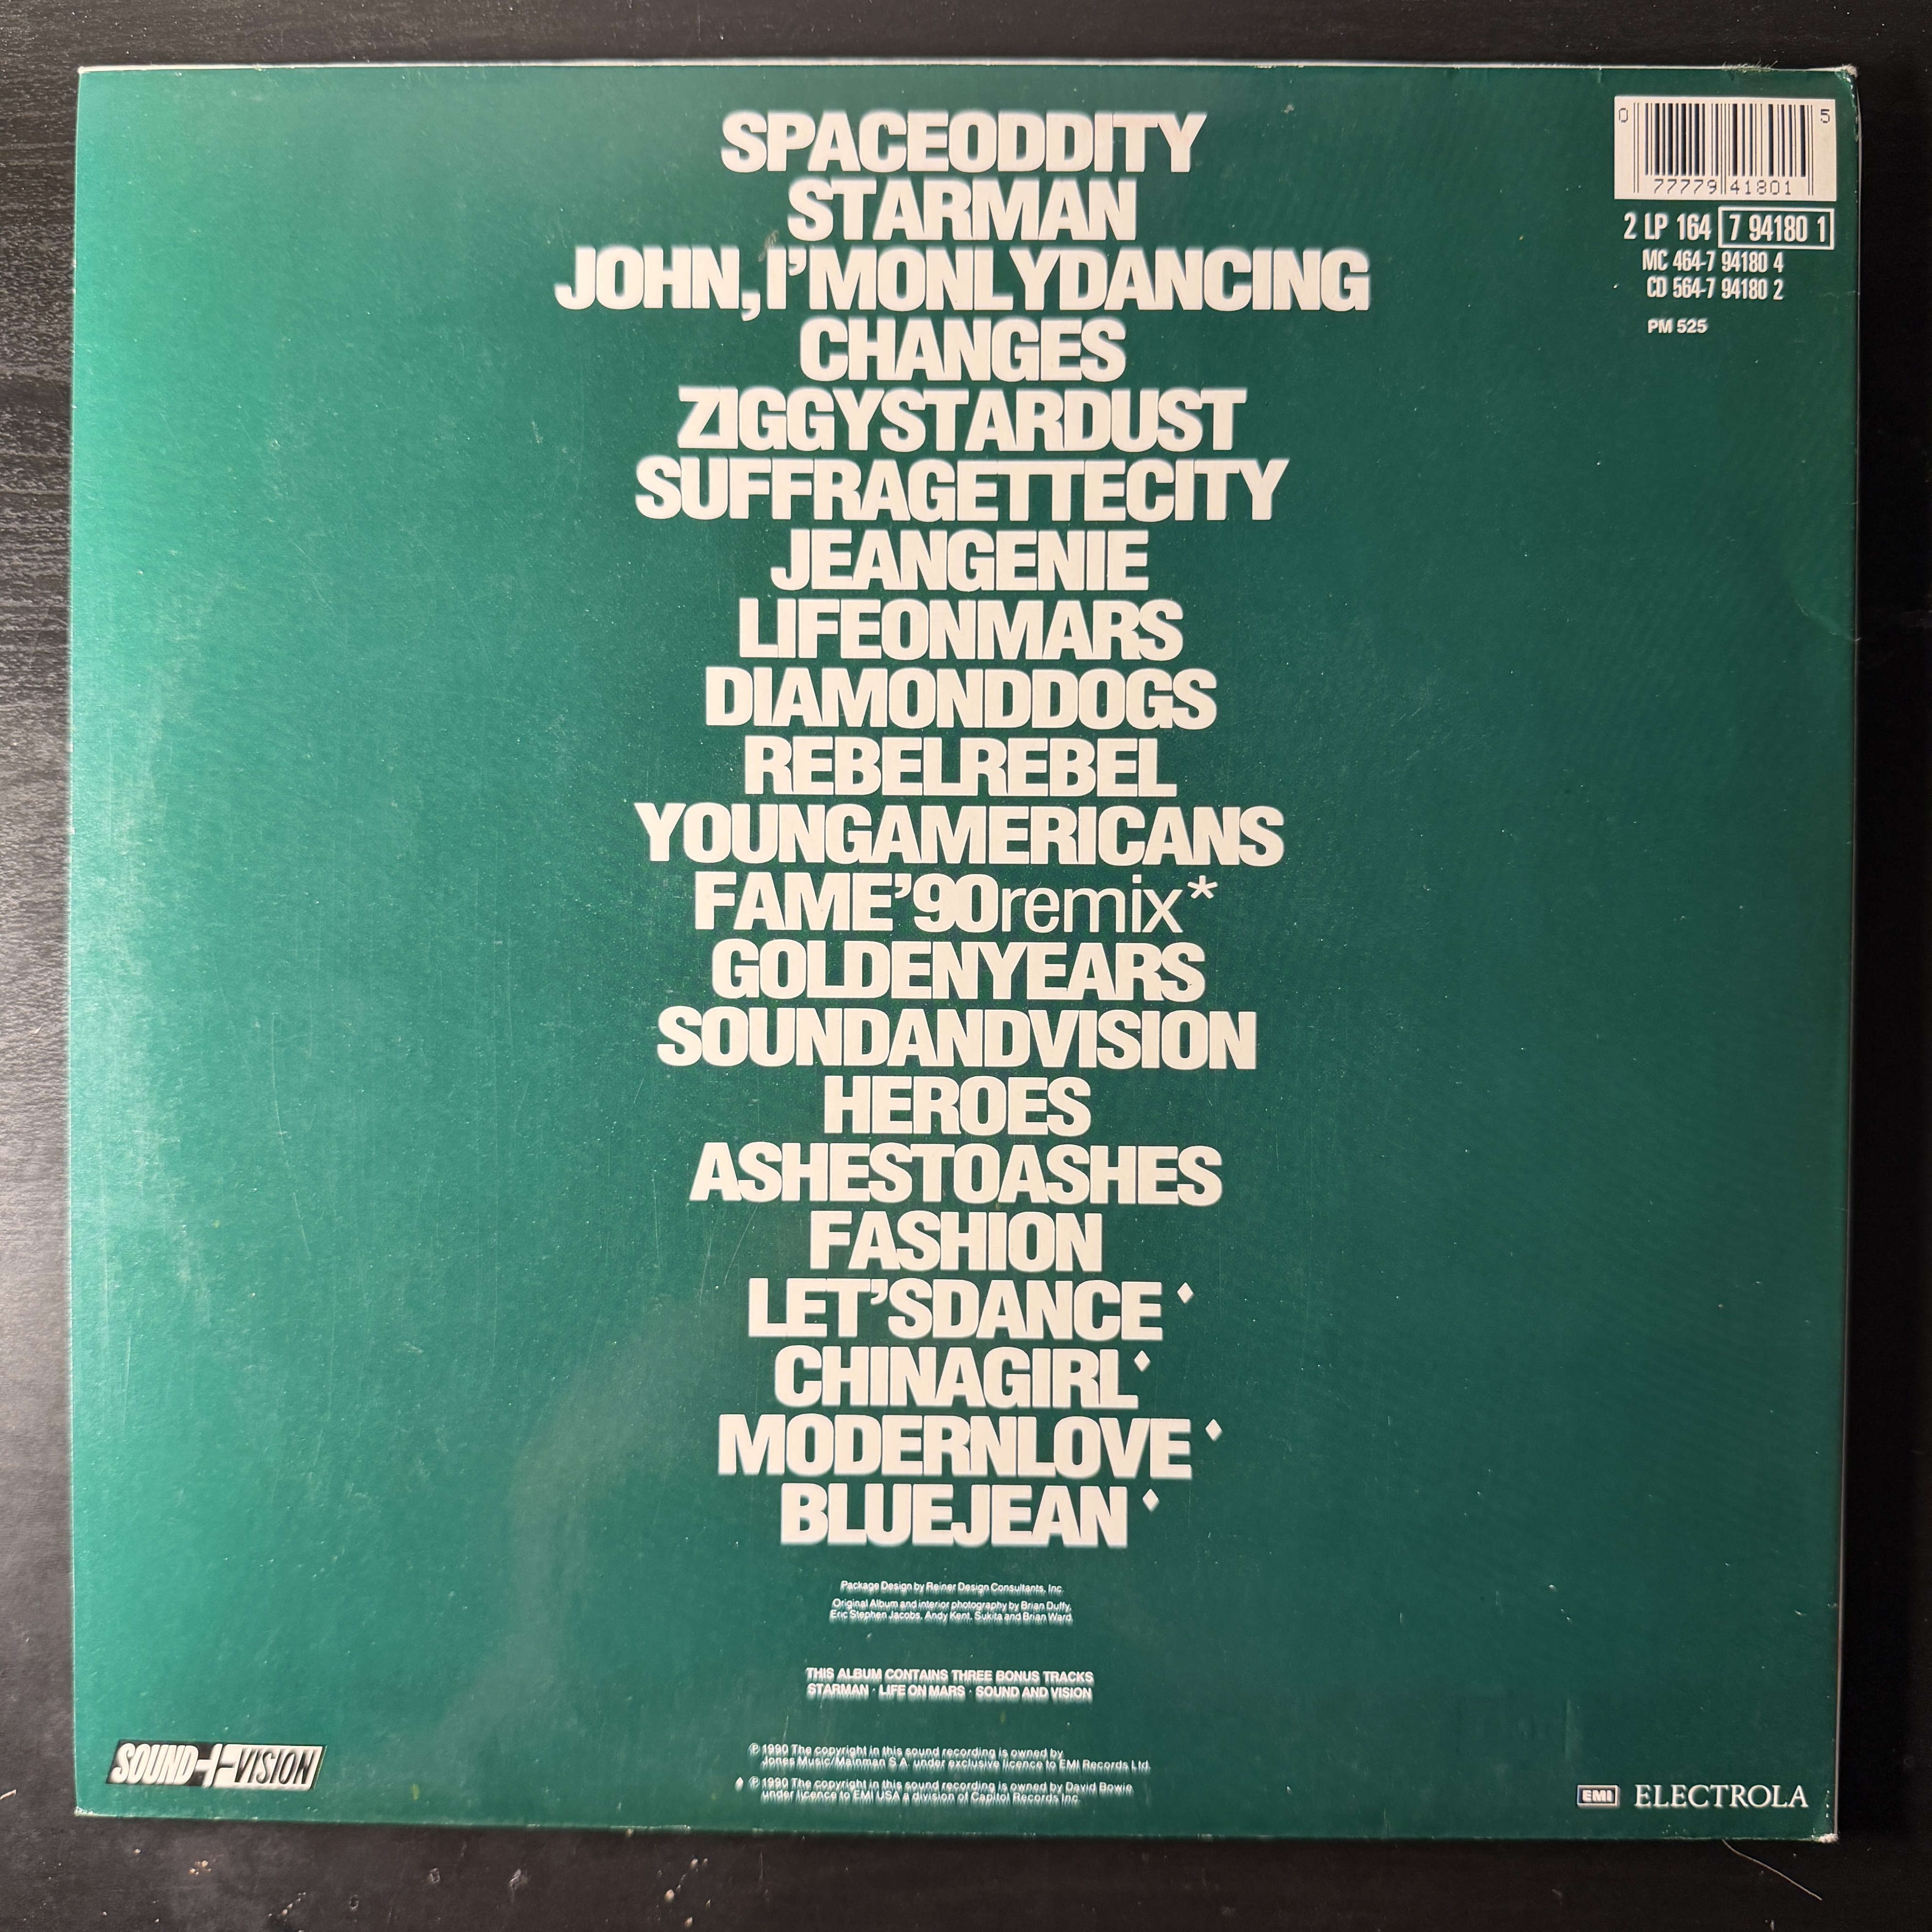 SPACEODDITY
STARMAN
JOHN,I'MONLYDANCING
CHANGES
ZIGGYSTARDUST
SUFFRAGETTECITY
JEANGENIE
LIFEONMARS
DIAMONDDOGS
REBELREBEL
YOUNGAMERICANS
FAME'90remix*
GOLDENYEARS
SOUNDANDVISION
HEROES
ASHESTOASHES
FASHION
LET'SDANCE ♦
CHINAGIRL♦
MODERNLOVE ♦
BLUEJEAN ♦
0 77779 41801 5
2 LP 164 7 94180 1
MC 464-7 94180 4
CD 564-7 94180 2
PM 525
Package Design by Reiner Design Consultants, Inc.
Original Album and interior photography by Brian Duffy,
Eric Stephen Jacobs, Andy Kent, Sukita and Brian Ward.
THIS ALBUM CONTAINS THREE BONUS TRACKS
STARMAN · LIFE ON MARS · SOUND AND VISION
℗ 1990 The copyright in this sound recording is owned by
Jones Music/Mainman S.A. under exclusive licence to EMI Records Ltd.
♦ ℗ 1990 The copyright in this sound recording is owned by David Bowie
under licence to EMI USA a division of Capitol Records Inc.
SOUND+VISION
EMI ELECTROLA